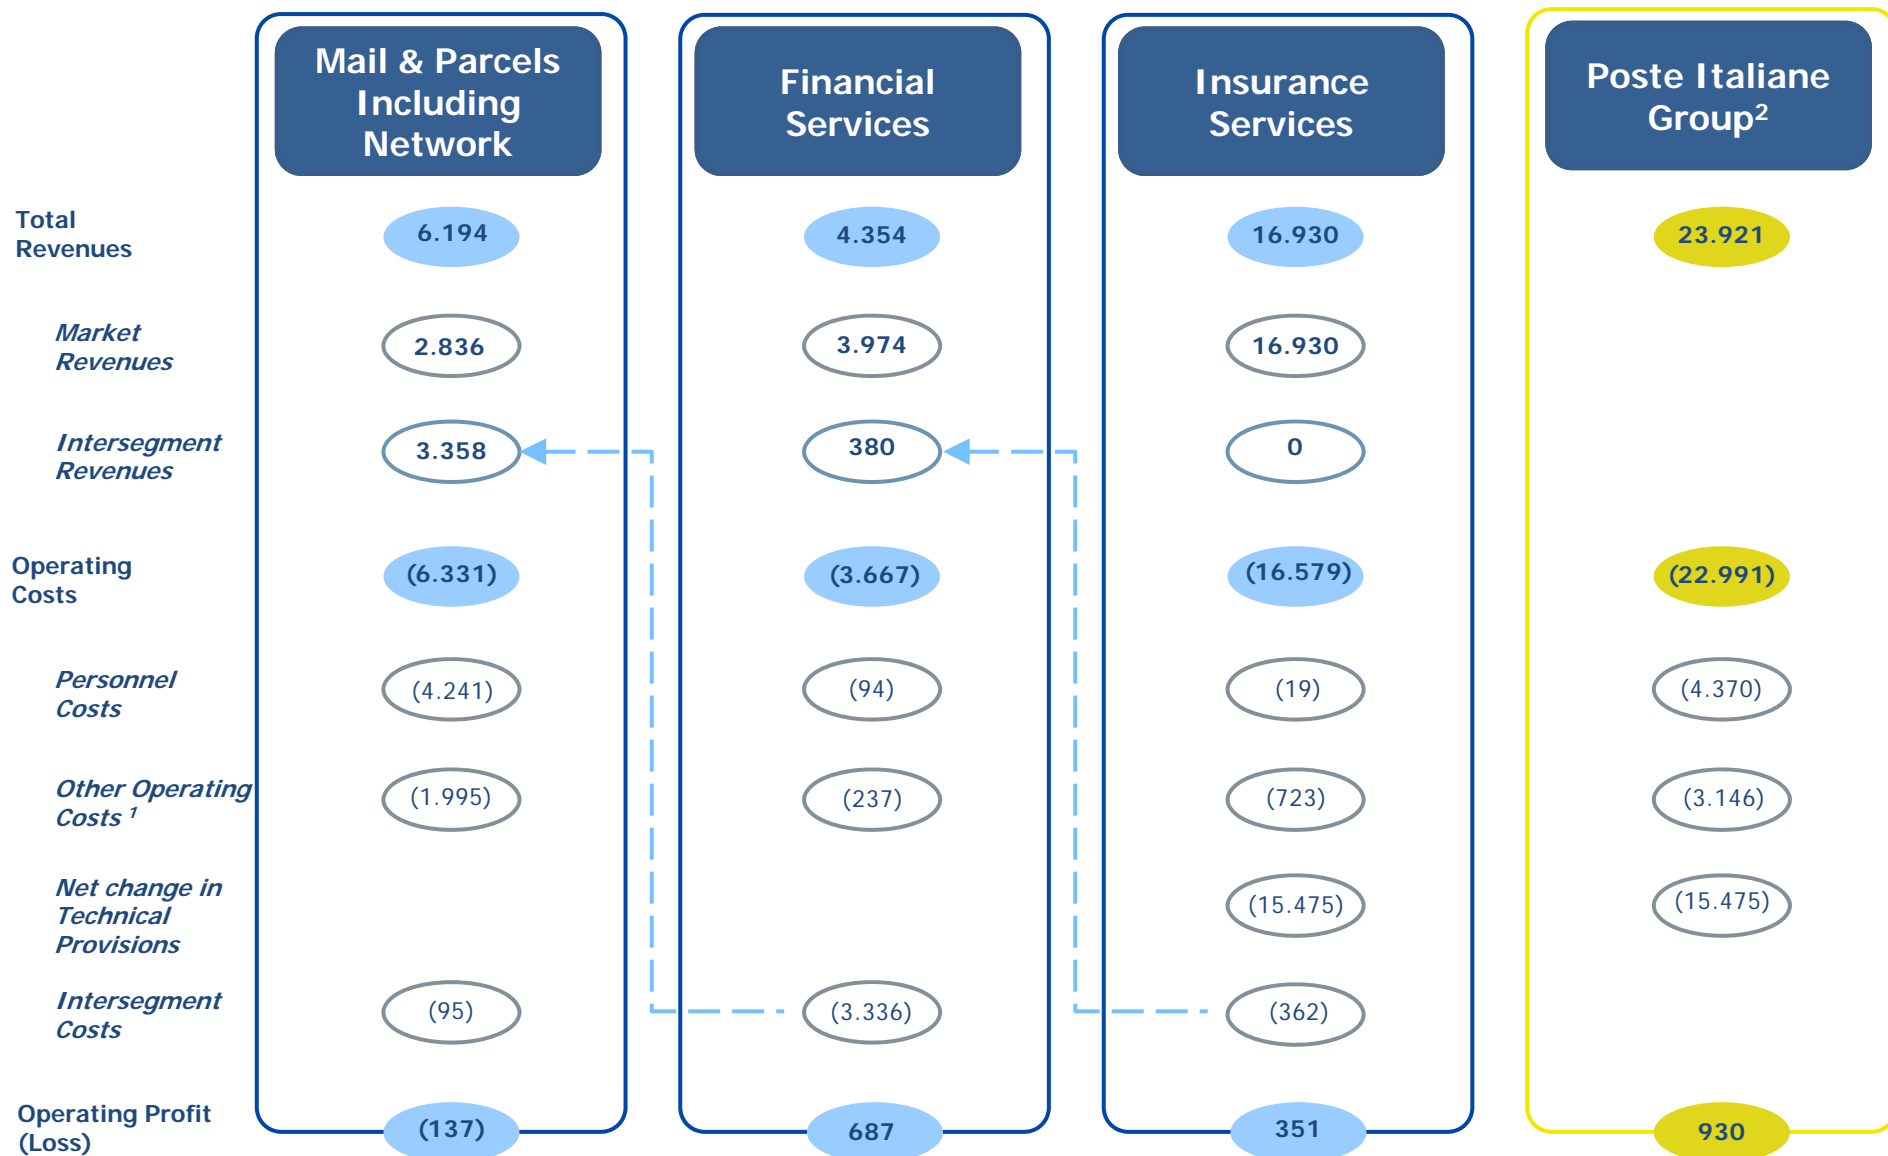 Mail & Parcels
Including
Network
Financial
Services
Insurance
Services
Poste Italiane
Group2
Total
Revenues
6.194
4.354
16.930
23.921
Market
Revenues
2.836
3.974
16.930
Intersegment
Revenues
3.358
380
0
Operating
Costs
(6.331)
(3.667)
(16.579)
(22.991)
Personnel
Costs
(4.241)
(94)
(19)
(4.370)
Other Operating
Costs 1
(1.995)
(237)
(723)
(3.146)
Net change in
Technical
Provisions
(15.475)
(15.475)
Intersegment
Costs
(95)
(3.336)
(362)
Operating Profit
(Loss)
(137)
687
351
930